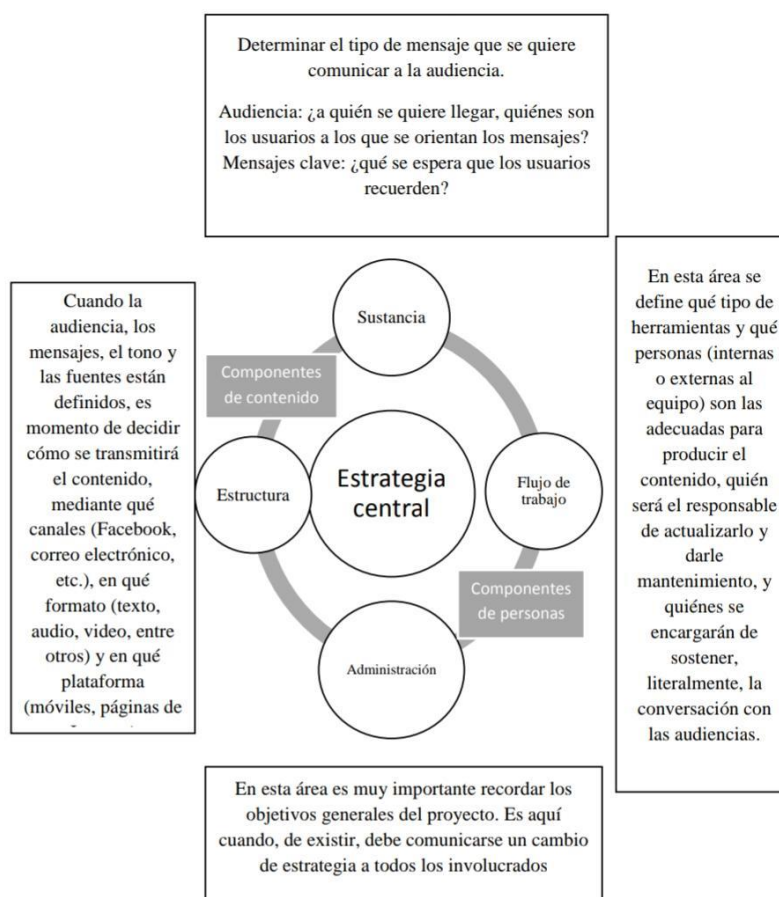 Determinar el tipo de mensaje que se quiere
comunicar a la audiencia.
Audiencia: ¿a quién se quiere llegar, quiénes son
los usuarios a los que se orientan los mensajes?
Mensajes clave: ¿qué se espera que los usuarios
recuerden?
Cuando la
audiencia, los
mensajes, el tono y
las fuentes están
definidos, es
momento de decidir
cómo se transmitirá
el contenido,
mediante qué
canales (Facebook,
correo electrónico,
etc.), en qué
formato (texto,
audio, video, entre
otros) y en qué
plataforma
(móviles, páginas de
Sustancia
Componentes
de contenido
Estructura
Estrategia
central
Flujo de
trabajo
Componentes
de personas
Administración
En esta área se
define qué tipo de
herramientas y qué
personas (internas
o externas al
equipo) son las
adecuadas para
producir el
contenido, quién
será el responsable
de actualizarlo y
darle
mantenimiento, y
quiénes se
encargarán de
sostener,
literalmente, la
conversación con
las audiencias.
En esta área es muy importante recordar los
objetivos generales del proyecto. Es aquí
cuando, de existir, debe comunicarse un cambio
de estrategia a todos los involucrados